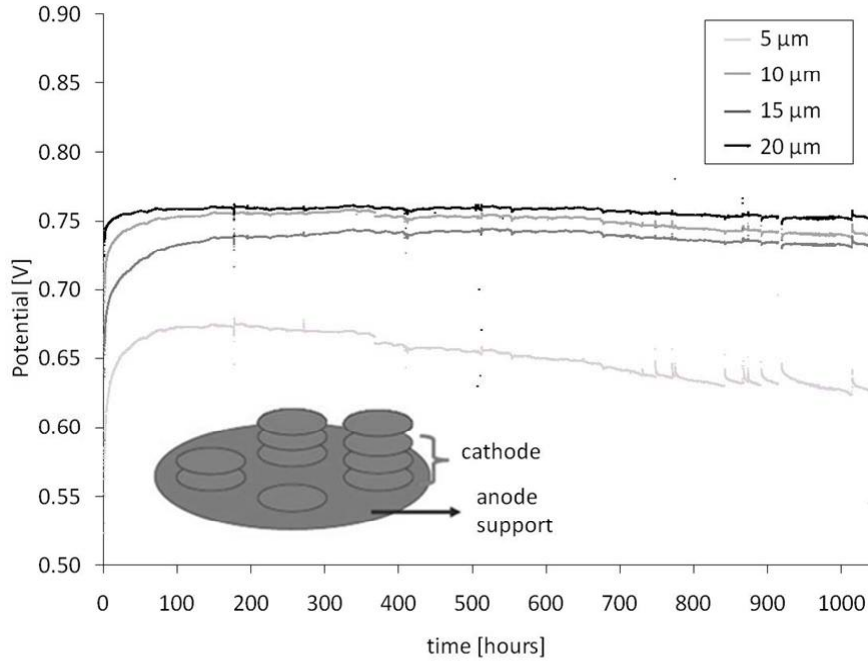 0.90
0.85
0.80
0.75
0.70
0.65
0.60
0.55
0.50
Potential [V]
5 µm
10 µm
15 µm
20 µm
cathode
anode
support
0 100 200 300 400 500 600 700 800 900 1000
time [hours]